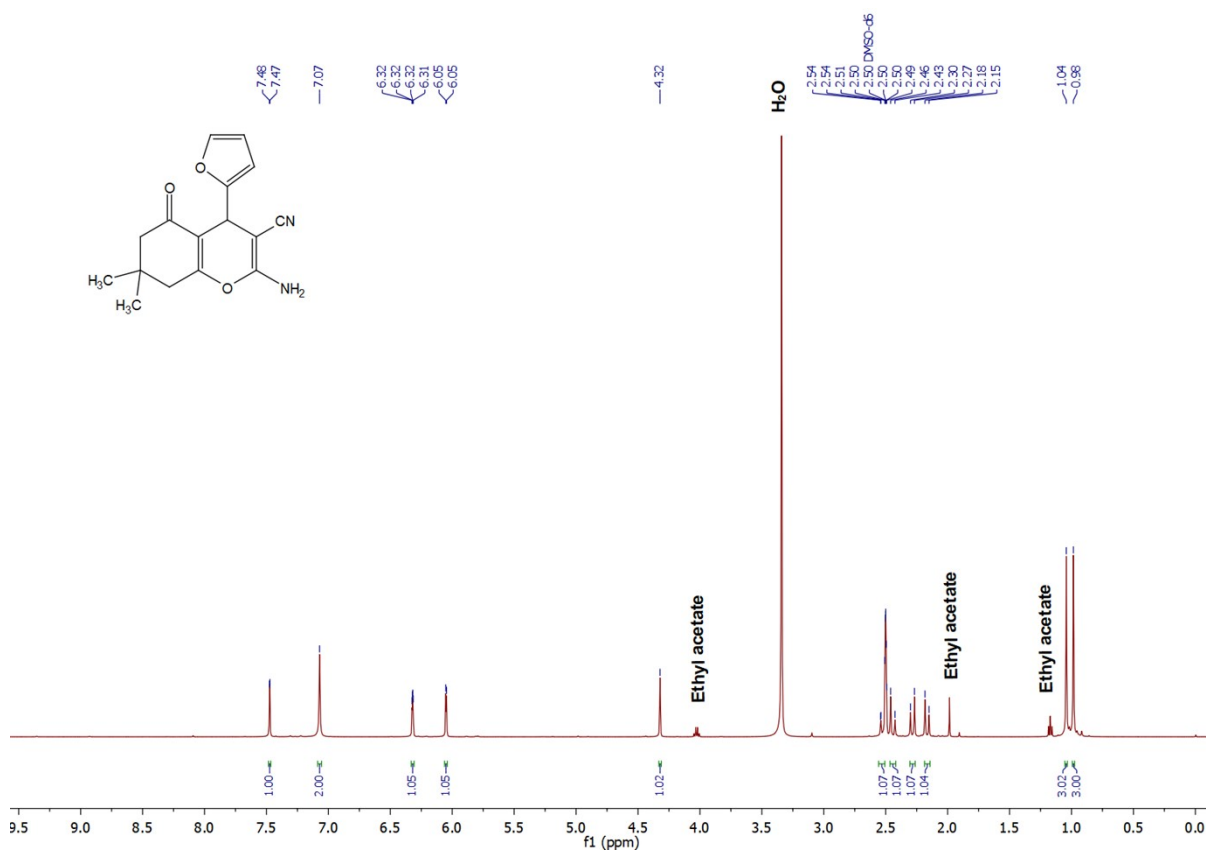 7.48
7.47
7.07
6.32
6.32
6.32
6.31
6.05
6.05
4.32
H₂O
2.54
2.54
2.51
2.50
2.50 DMSO-d6
2.50
2.50
2.49
2.46
2.43
2.30
2.27
2.18
2.15
1.04
0.98
O
O
CN
H₃C
H₃C
O
NH₂
Ethyl acetate
Ethyl acetate
Ethyl acetate
1.00
2.00
1.05
1.05
1.02
1.07
1.07
1.07
1.04
3.02
3.00
9.5 9.0 8.5 8.0 7.5 7.0 6.5 6.0 5.5 5.0 4.5 4.0 3.5 3.0 2.5 2.0 1.5 1.0 0.5 0.0
f1 (ppm)